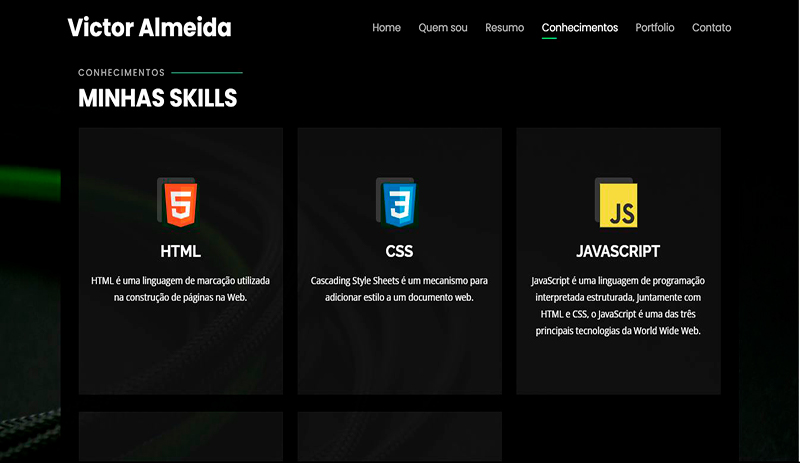 Victor Almeida
Home Quem sou Resumo Conhecimentos Portfolio Contato
CONHECIMENTOS
MINHAS SKILLS
5
HTML
HTML é uma linguagem de marcação utilizada
na construção de páginas na Web.
3
CSS
Cascading Style Sheets é um mecanismo para
adicionar estilo a um documento web.
JS
JAVASCRIPT
JavaScript é uma linguagem de programação
interpretada estruturada, Juntamente com
HTML e CSS, o JavaScript é uma das três
principais tecnologias da World Wide Web.